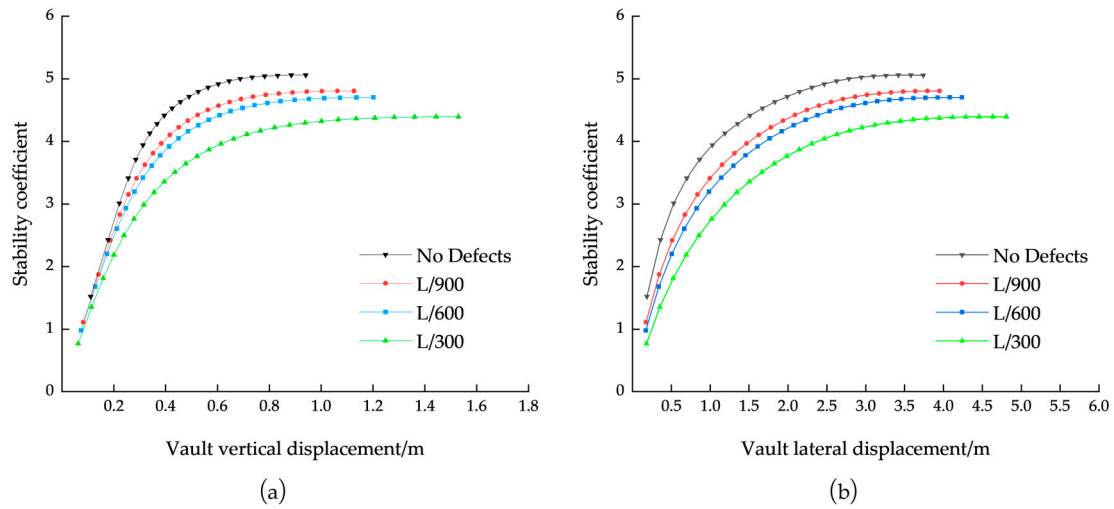 6
5
4
3
2
1
0
0.2 0.4 0.6 0.8 1.0 1.2 1.4 1.6 1.8
Stability coefficient
Vault vertical displacement/m
No Defects
L/900
L/600
L/300
(a)
6
5
4
3
2
1
0
0.5 1.0 1.5 2.0 2.5 3.0 3.5 4.0 4.5 5.0 6.0
Stability coefficient
Vault lateral displacement/m
No Defects
L/900
L/600
L/300
(b)